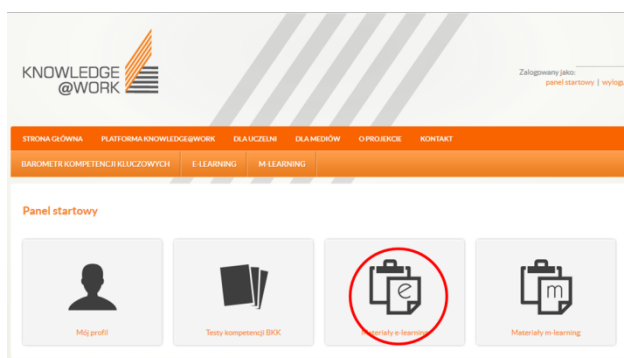 KNOWLEDGE
@WORK
Zalogowany jako:
panel startowy |
STRONA GŁÓWNA PLATFORMA KNOWLEDGE@WORK DLA UCZELNI DLA MEDIÓW O PROJEKCIE KONTAKT
BAROMETR KOMPETENCJI KLUCZOWYCH E-LEARNING M-LEARNING
Panel startowy
e m
Mój profil Testy kompetencji BKK Materiały e-learning Materiały m-learning